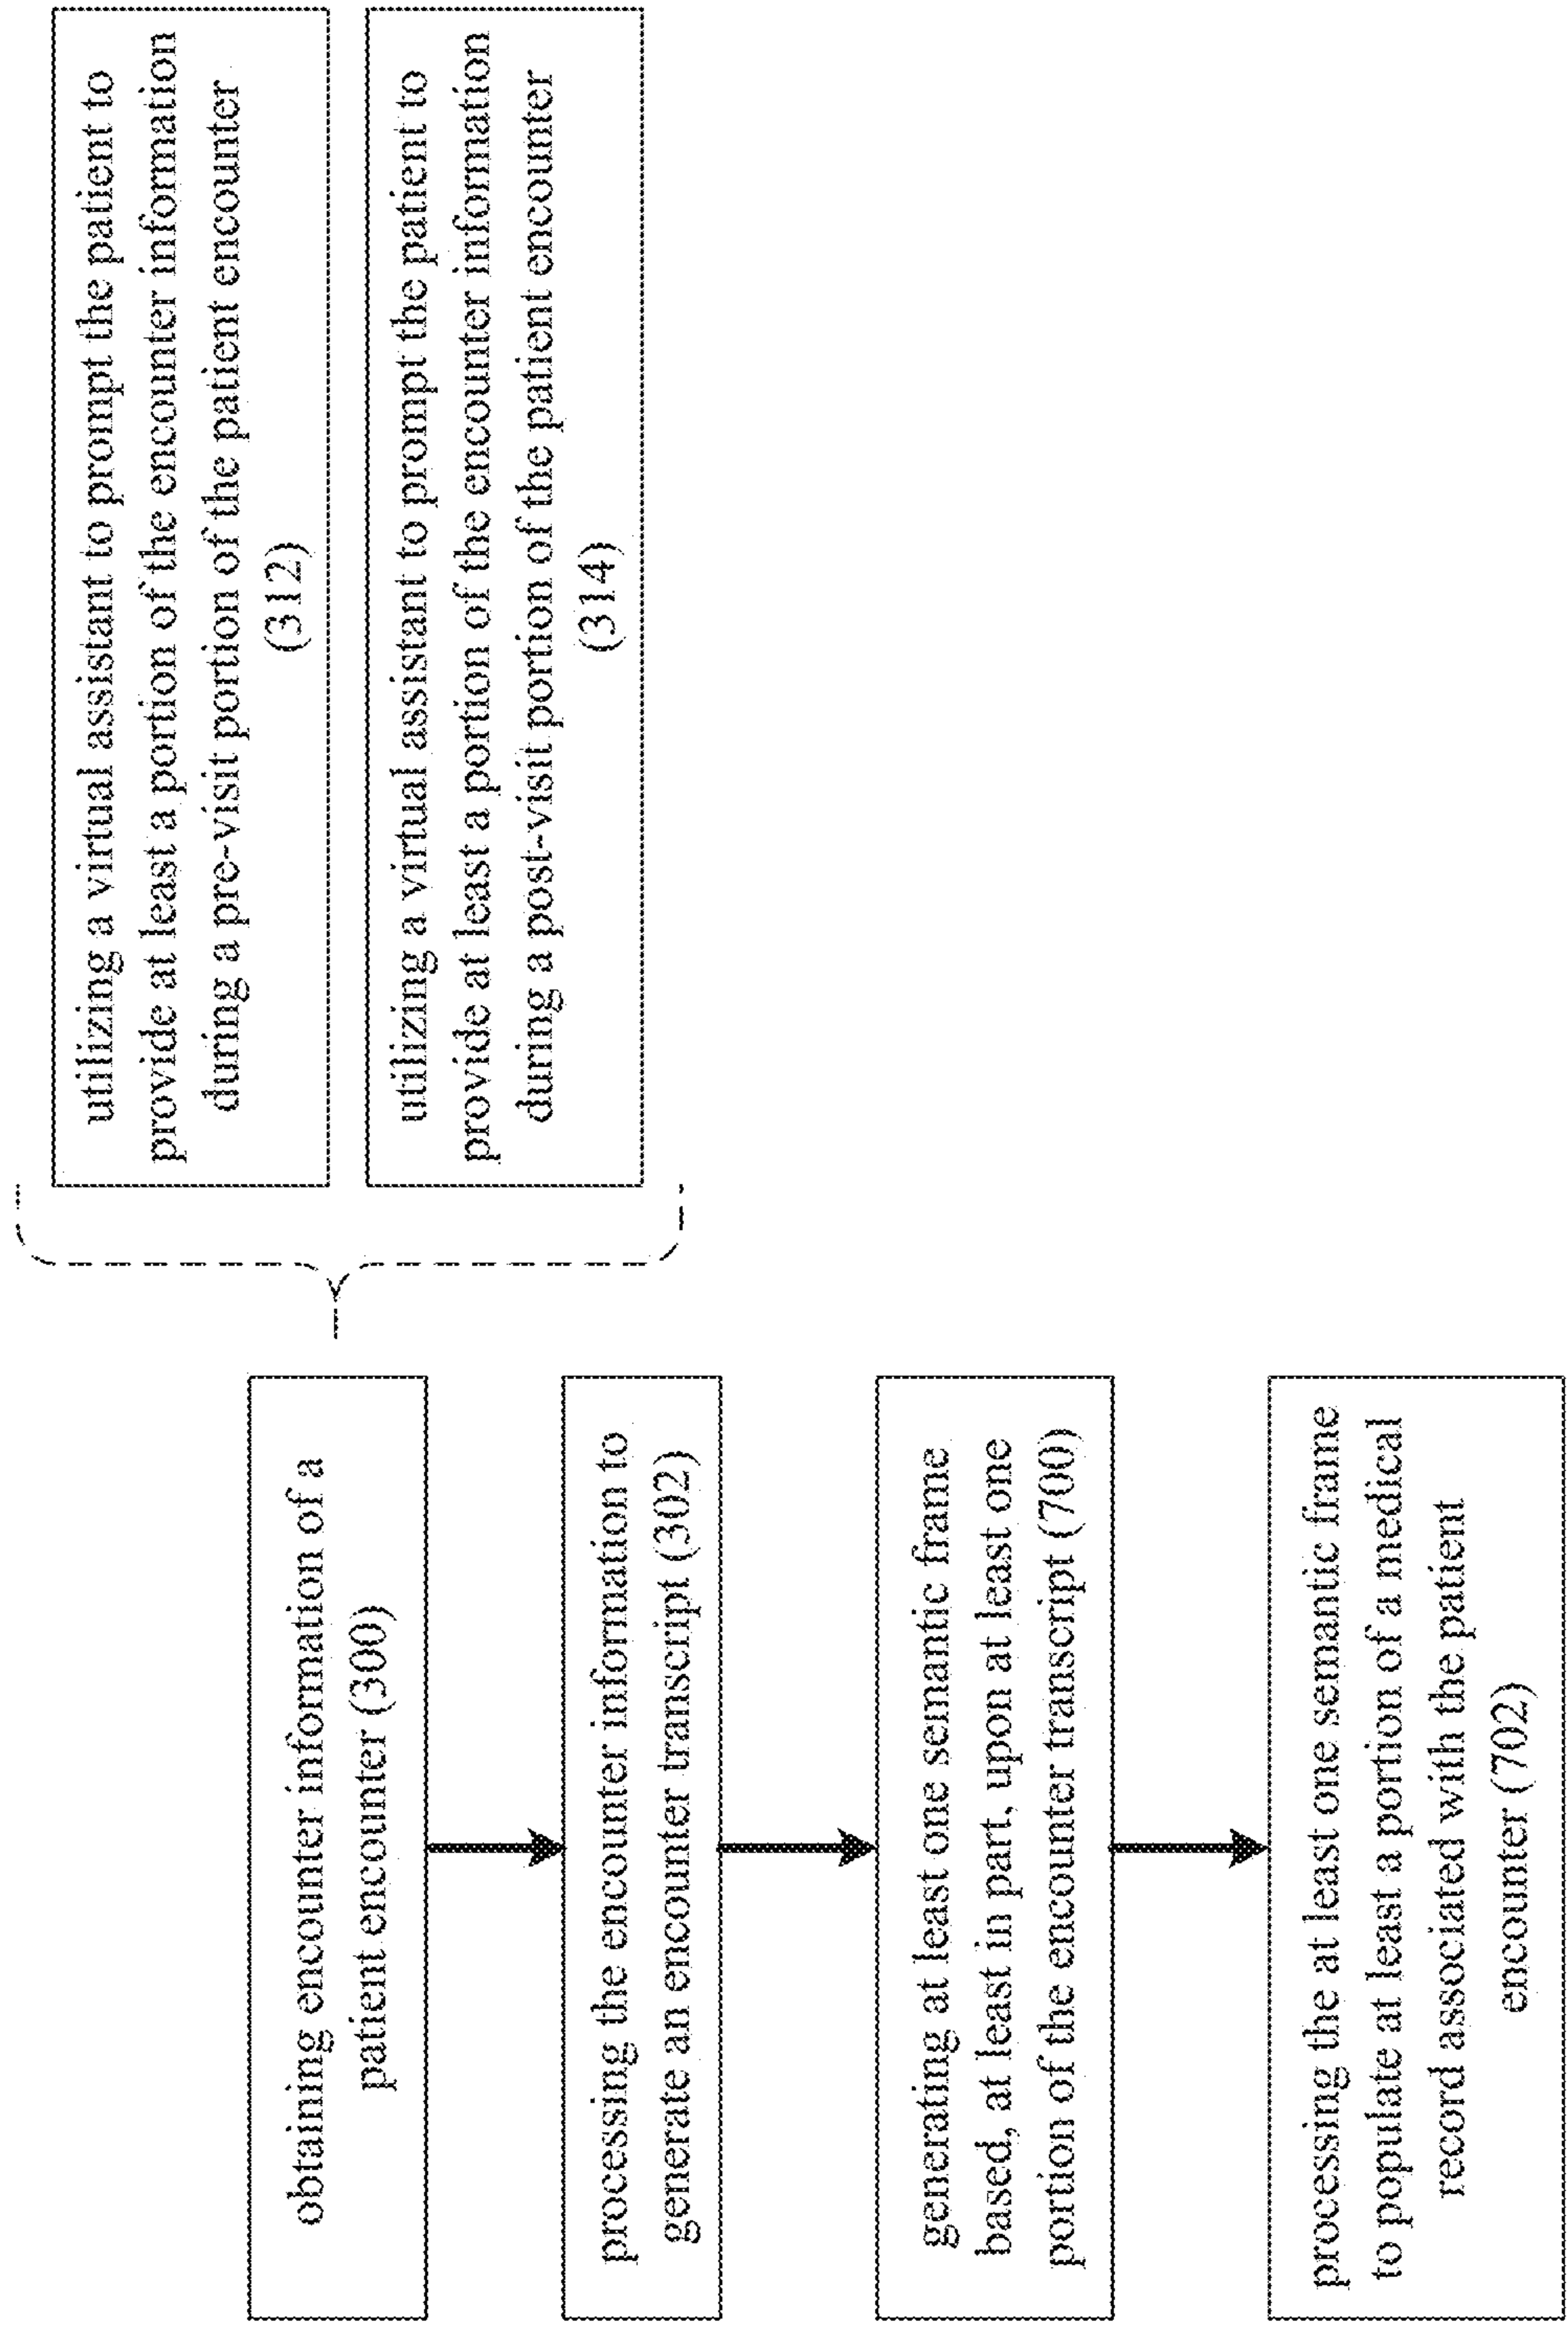 obtaining encounter information of a
patient encounter (300)
processing the encounter information to
generate an encounter transcript (302)
generating at least one semantic frame
based, at least in part, upon at least one
portion of the encounter transcript (700)
processing the at least one semantic frame
to populate at least a portion of a medical
record associated with the patient
encounter (702)
utilizing a virtual assistant to prompt the patient to
provide at least a portion of the encounter information
during a pre-visit portion of the patient encounter
(312)
utilizing a virtual assistant to prompt the patient to
provide at least a portion of the encounter information
during a post-visit portion of the patient encounter
(314)